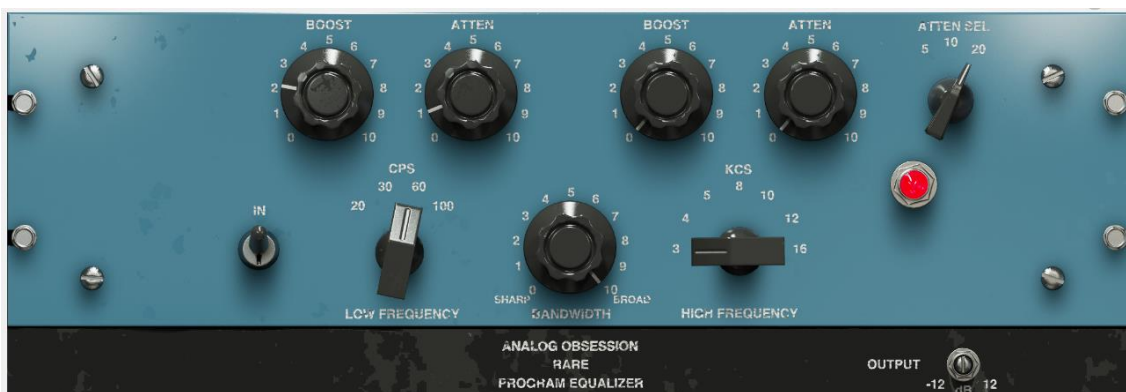 BOOST ATTEN BOOST ATTEN ATTEN SEL
5 10 20
0 1 2 3 4 5 6 7 8 9 10
0 1 2 3 4 5 6 7 8 9 10
0 1 2 3 4 5 6 7 8 9 10
0 1 2 3 4 5 6 7 8 9 10
CPS KCS
20 30 60 100
0 1 2 3 4 5 6 7 8 9 10
3 4 5 8 10 12 16
IN
SHARP BROAD
LOW FREQUENCY BANDWIDTH HIGH FREQUENCY
ANALOG OBSESSION
RARE
PROGRAM EQUALIZER
OUTPUT
-12 dB 12